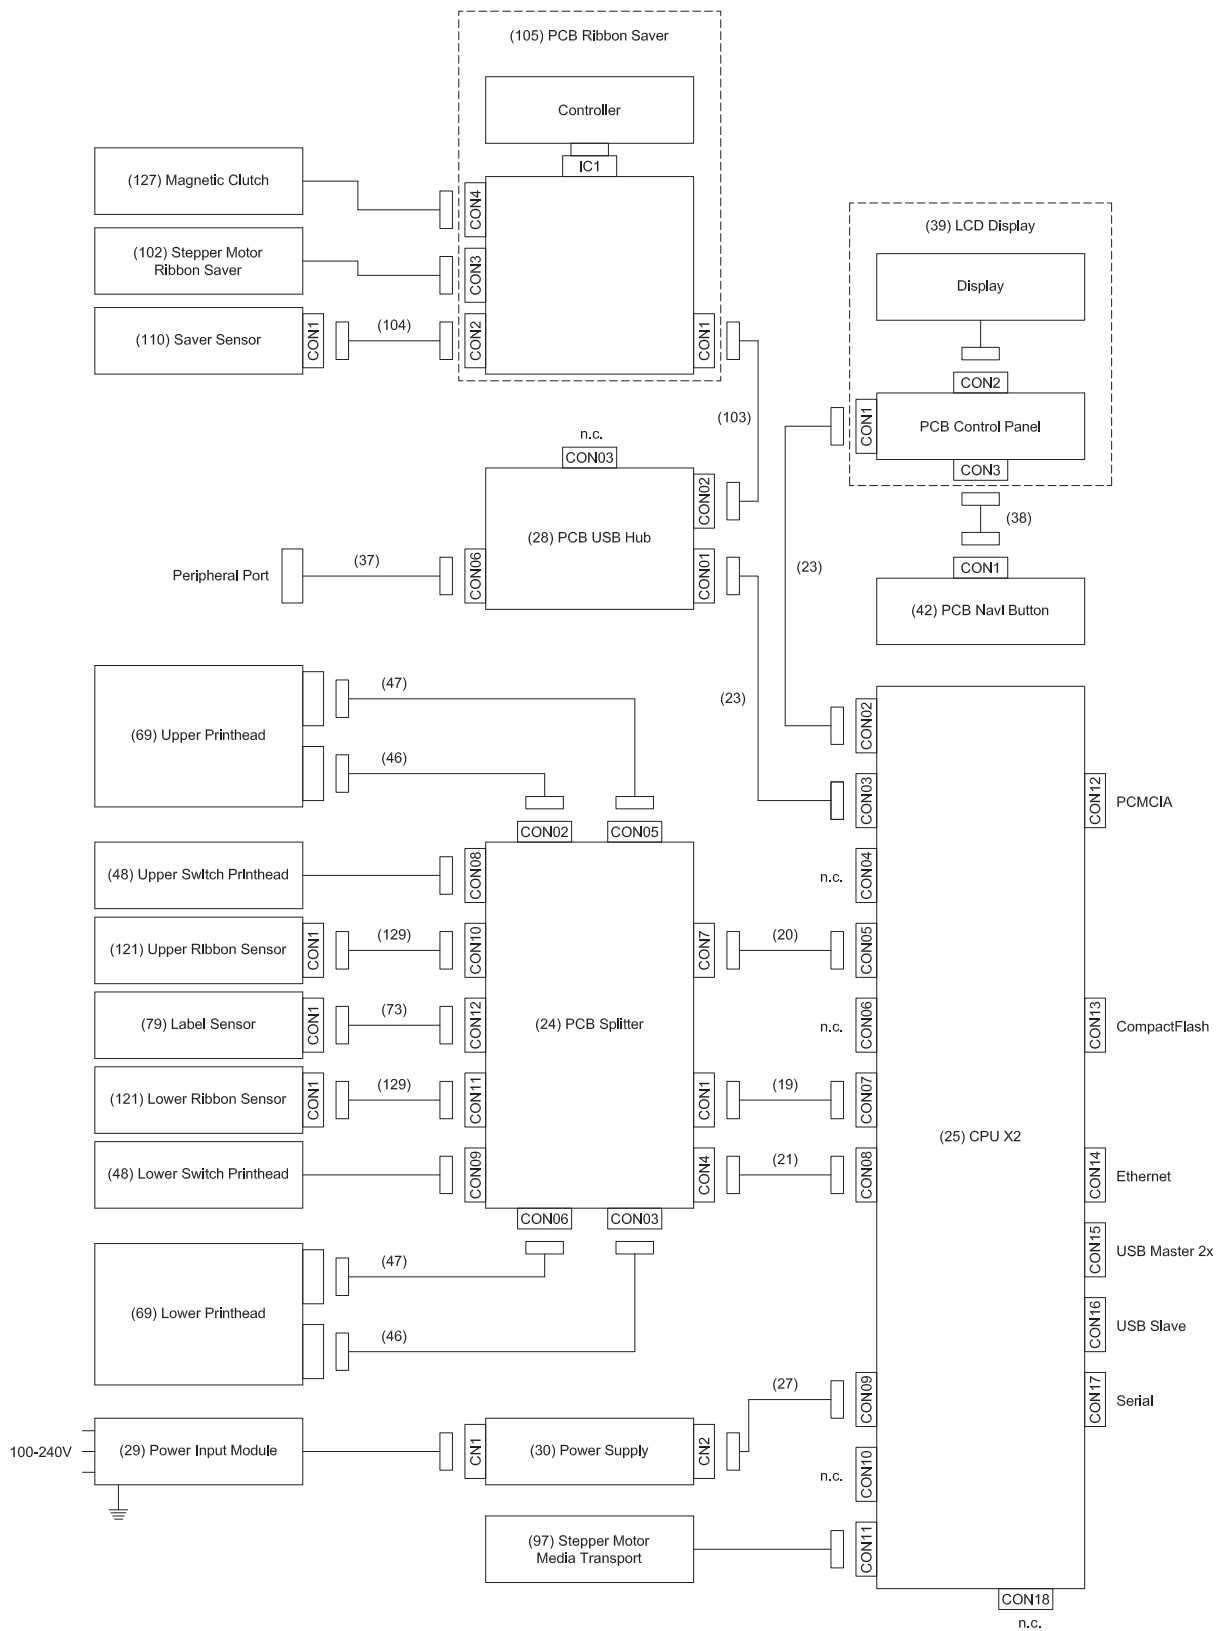 (105) PCB Ribbon Saver
Controller
IC1
(127) Magnetic Clutch
CON4
(102) Stepper Motor
Ribbon Saver
CON3
(110) Saver Sensor
CON1
(104)
CON2
CON1
(39) LCD Display
Display
CON2
CON1
PCB Control Panel
CON3
(103)
n.c.
CON03
CON02
(38)
(28) PCB USB Hub
(23)
CON1
Peripheral Port
(37)
CON06
CON01
(42) PCB Navi Button
(47)
(23)
CON02
(69) Upper Printhead
(46)
CON03
CON12
PCMCIA
CON02
CON05
(48) Upper Switch Printhead
CON08
n.c.
CON04
(121) Upper Ribbon Sensor
CON1
(129)
CON10
CON7
(20)
CON05
(79) Label Sensor
CON1
(73)
CON12
(24) PCB Splitter
n.c.
CON06
CON13
CompactFlash
(121) Lower Ribbon Sensor
CON1
(129)
CON11
CON1
(19)
CON07
(25) CPU X2
(48) Lower Switch Printhead
CON09
CON4
(21)
CON08
CON14
Ethernet
CON06
CON03
(47)
CON15
USB Master 2x
(69) Lower Printhead
(46)
CON16
USB Slave
(27)
CON09
CON17
Serial
100-240V
(29) Power Input Module
CN1
(30) Power Supply
CN2
n.c.
CON10
(97) Stepper Motor
Media Transport
CON11
CON18
n.c.